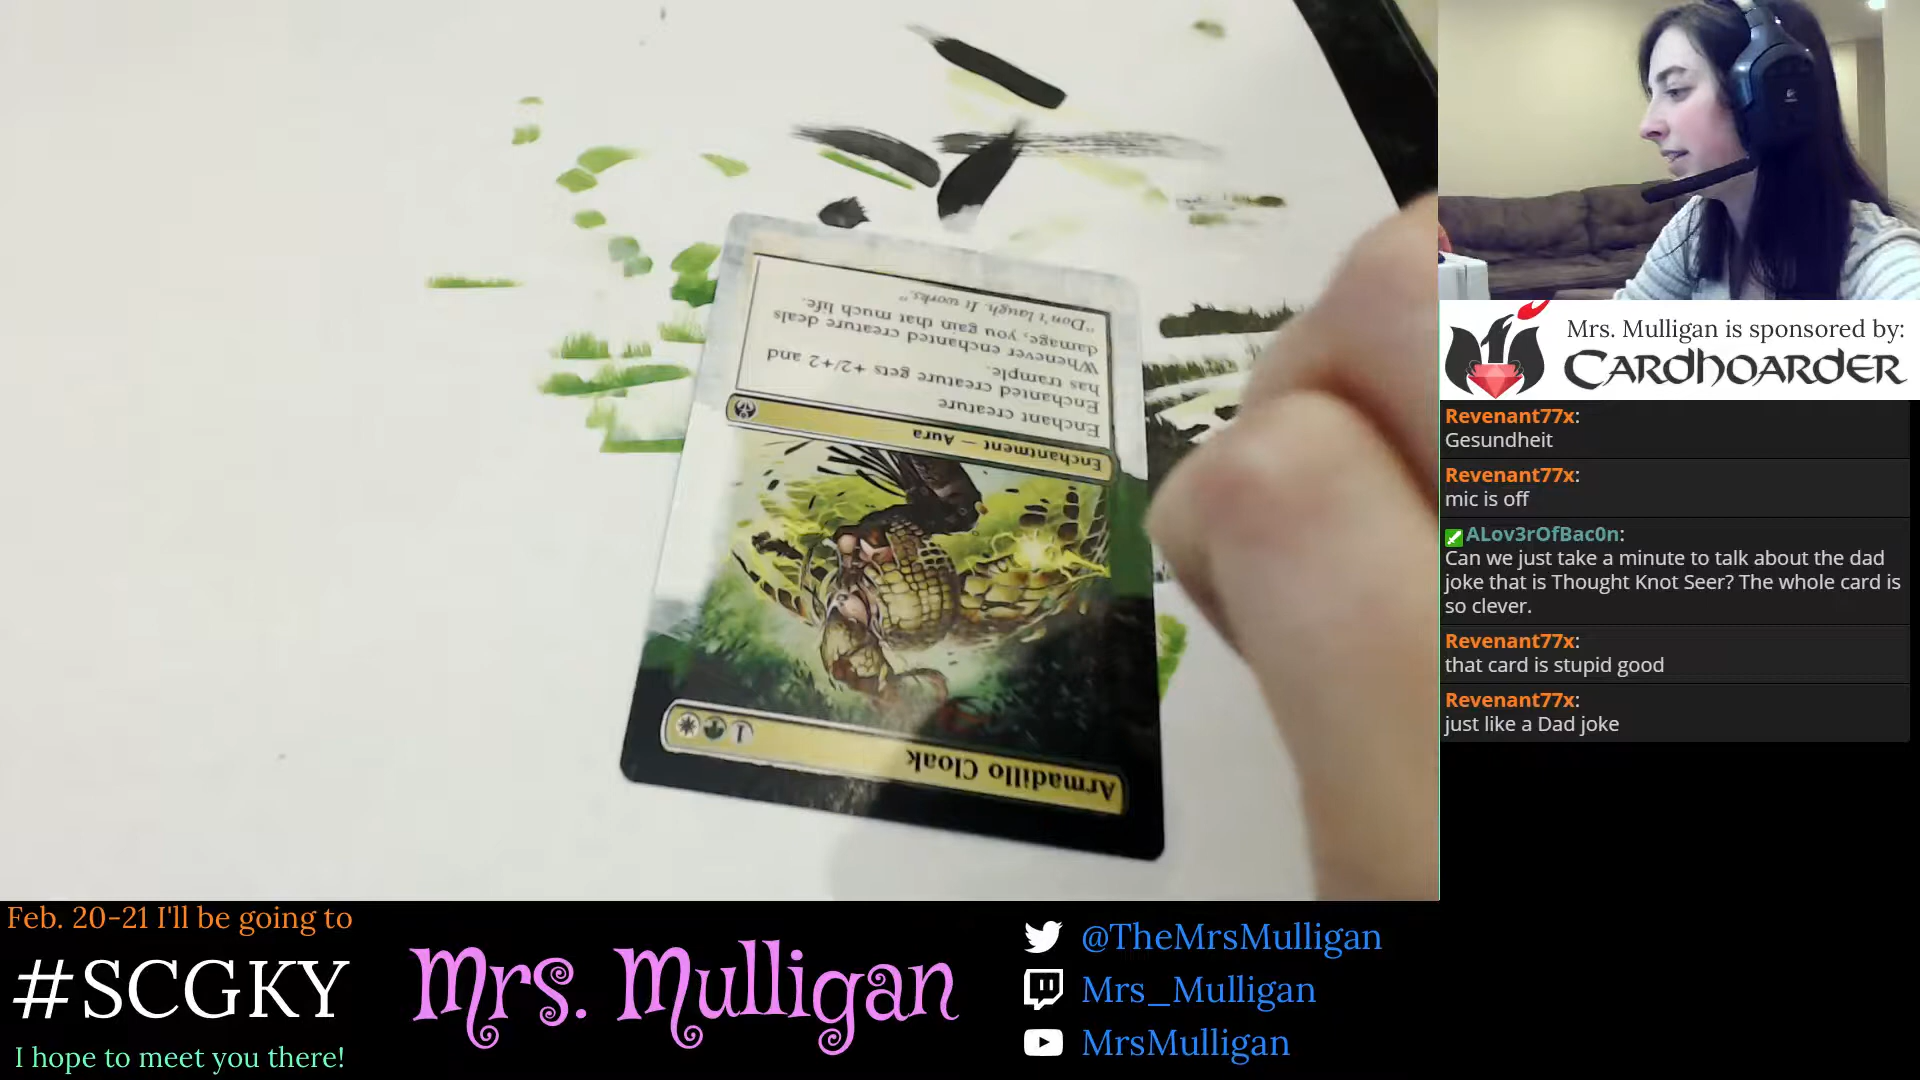 Armadillo Cloak
1
Enchantment — Aura
Enchant creature
Enchanted creature gets +2/+2 and
has trample.
Whenever enchanted creature deals
damage, you gain that much life.
"Don't laugh. It works."
Mrs. Mulligan is sponsored by:
CARDHOARDER
Revenant77x:
Gesundheit
Revenant77x:
mic is off
ALov3rOfBac0n:
Can we just take a minute to talk about the dad
joke that is Thought Knot Seer? The whole card is
so clever.
Revenant77x:
that card is stupid good
Revenant77x:
just like a Dad joke
Feb. 20-21 I'll be going to
#SCGKY
I hope to meet you there!
Mrs. Mulligan
@TheMrsMulligan
Mrs_Mulligan
MrsMulligan